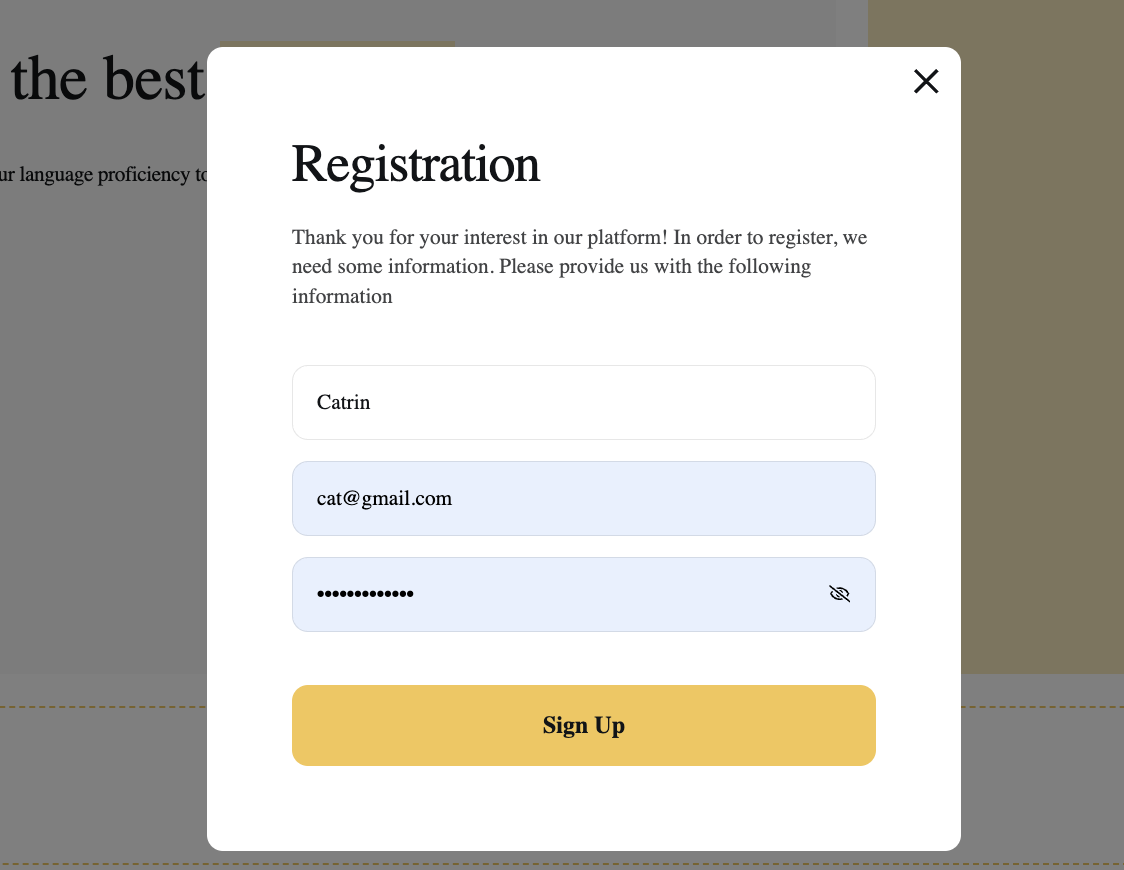 the best
ur language proficiency to
Registration
Thank you for your interest in our platform! In order to register, we
need some information. Please provide us with the following
information
Catrin
cat@gmail.com
•••••••••••••
Sign Up